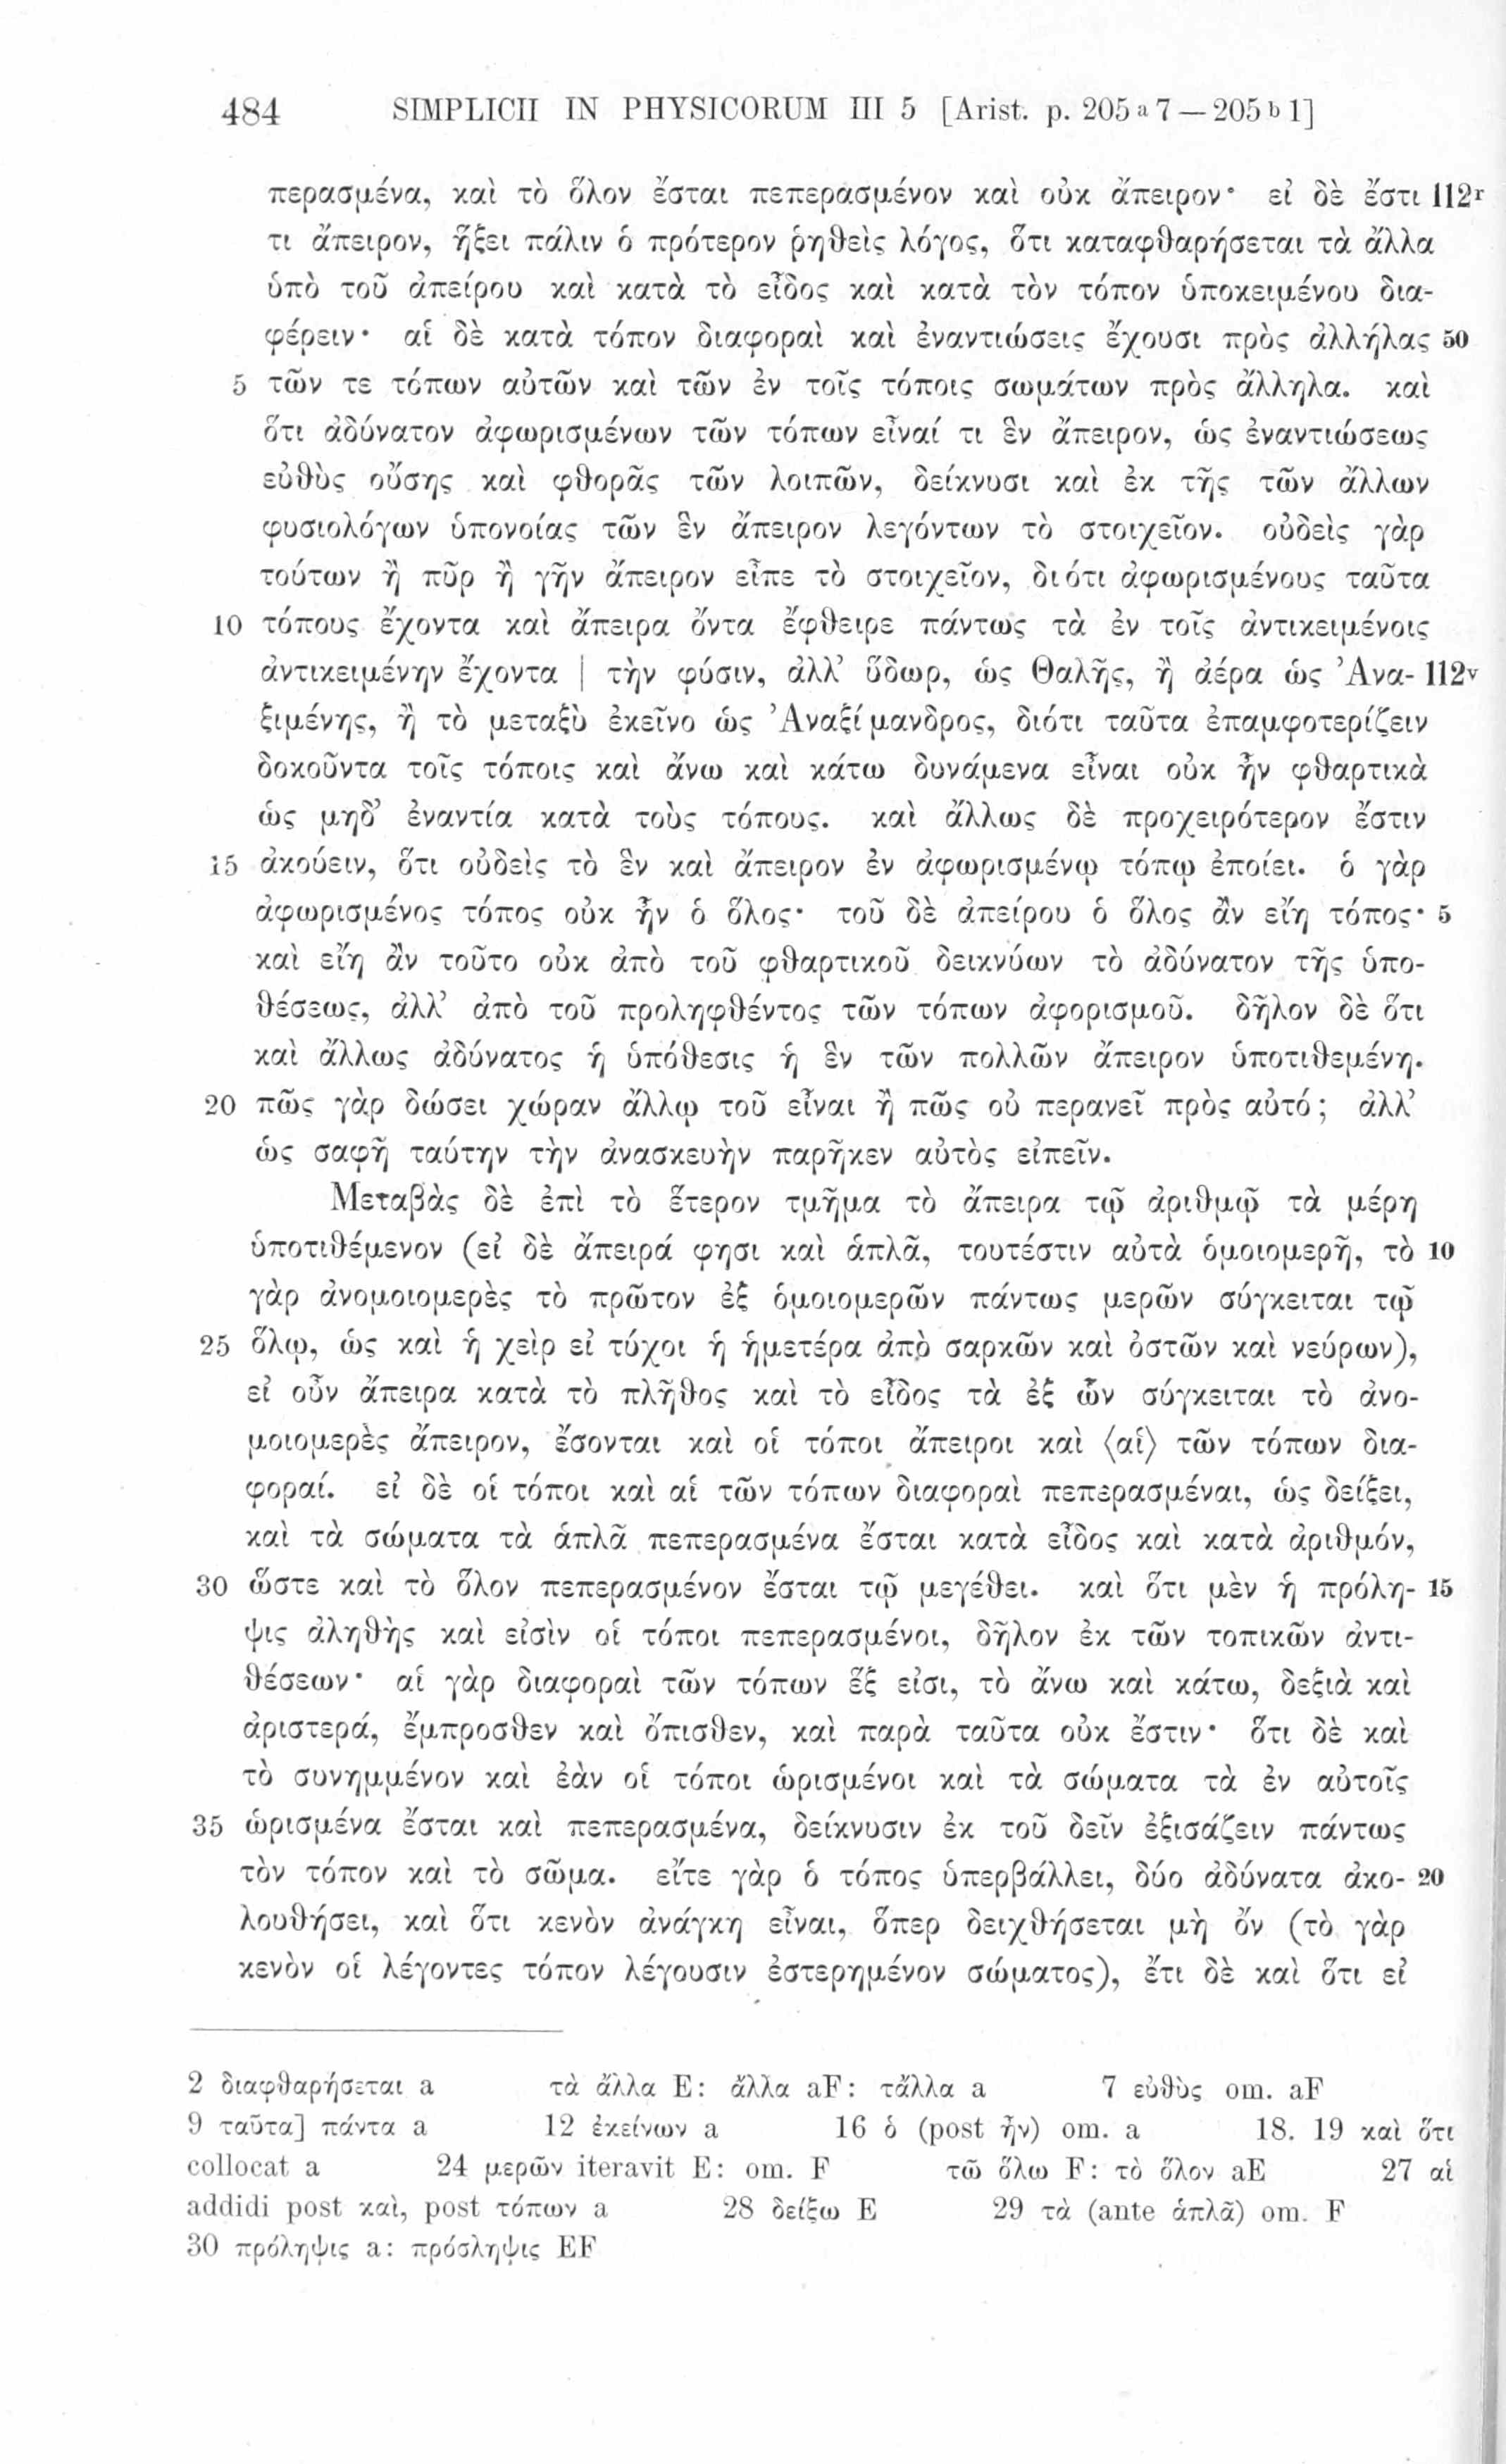 484 SIMPLICII IN PHYSICORUM III 5 [Arist. p. 205 a 7 — 205 b 1]
περασμένα, καὶ τὸ ὅλον ἔσται πεπερασμένον καὶ οὐκ ἄπειρον· εἰ δὲ ἔστι 112r
τι ἄπειρον, ἥξει πάλιν ὁ πρότερον ῥηθεὶς λόγος, ὅτι καταφθαρήσεται τὰ ἄλλα
ὑπὸ τοῦ ἀπείρου καὶ κατὰ τὸ εἶδος καὶ κατὰ τὸν τόπον ὑποκειμένου δια-
φέρειν· αἱ δὲ κατὰ τόπον διαφοραὶ καὶ ἐναντιώσεις ἔχουσι πρὸς ἀλλήλας 50
5 τῶν τε τόπων αὐτῶν καὶ τῶν ἐν τοῖς τόποις σωμάτων πρὸς ἄλληλα. καὶ
ὅτι ἀδύνατον ἀφωρισμένων τῶν τόπων εἶναί τι ἓν ἄπειρον, ὡς ἐναντιώσεως
εὐθὺς οὔσης καὶ φθορᾶς τῶν λοιπῶν, δείκνυσι καὶ ἐκ τῆς τῶν ἄλλων
φυσιολόγων ὑπονοίας τῶν ἓν ἄπειρον λεγόντων τὸ στοιχεῖον. οὐδεὶς γὰρ
τούτων ἢ πῦρ ἢ γῆν ἄπειρον εἶπε τὸ στοιχεῖον, διότι ἀφωρισμένους ταῦτα
10 τόπους ἔχοντα καὶ ἄπειρα ὄντα ἔφθειρε πάντως τὰ ἐν τοῖς ἀντικειμένοις
ἀντικειμένην ἔχοντα | τὴν φύσιν, ἀλλ’ ὕδωρ, ὡς Θαλῆς, ἢ ἀέρα ὡς Ἀνα- 112v
ξιμένης, ἢ τὸ μεταξὺ ἐκεῖνο ὡς Ἀναξίμανδρος, διότι ταῦτα ἐπαμφοτερίζειν
δοκοῦντα τοῖς τόποις καὶ ἄνω καὶ κάτω δυνάμενα εἶναι οὐκ ἦν φθαρτικὰ
ὡς μηδ’ ἐναντία κατὰ τοὺς τόπους. καὶ ἄλλως δὲ προχειρότερον ἔστιν
15 ἀκούειν, ὅτι οὐδεὶς τὸ ἓν καὶ ἄπειρον ἐν ἀφωρισμένῳ τόπῳ ἐποίει. ὁ γὰρ
ἀφωρισμένος τόπος οὐκ ἦν ὁ ὅλος· τοῦ δὲ ἀπείρου ὁ ὅλος ἂν εἴη τόπος· 5
καὶ εἴη ἂν τοῦτο οὐκ ἀπὸ τοῦ φθαρτικοῦ δεικνύων τὸ ἀδύνατον τῆς ὑπο-
θέσεως, ἀλλ’ ἀπὸ τοῦ προληφθέντος τῶν τόπων ἀφορισμοῦ. δῆλον δὲ ὅτι
καὶ ἄλλως ἀδύνατος ἡ ὑπόθεσις ἡ ἓν τῶν πολλῶν ἄπειρον ὑποτιθεμένη.
20 πῶς γὰρ δώσει χώραν ἄλλῳ τοῦ εἶναι ἢ πῶς οὐ περανεῖ πρὸς αὐτό; ἀλλ’
ὡς σαφῆ ταύτην τὴν ἀνασκευὴν παρῆκεν αὐτὸς εἰπεῖν.
Μεταβὰς δὲ ἐπὶ τὸ ἕτερον τμῆμα τὸ ἄπειρα τῷ ἀριθμῷ τὰ μέρη
ὑποτιθέμενον (εἰ δὲ ἄπειρά φησι καὶ ἁπλᾶ, τουτέστιν αὐτὰ ὁμοιομερῆ, τὸ 10
γὰρ ἀνομοιομερὲς τὸ πρῶτον ἐξ ὁμοιομερῶν πάντως μερῶν σύγκειται τῷ
25 ὅλῳ, ὡς καὶ ἡ χεὶρ εἰ τύχοι ἡ ἡμετέρα ἀπὸ σαρκῶν καὶ ὀστῶν καὶ νεύρων),
εἰ οὖν ἄπειρα κατὰ τὸ πλῆθος καὶ τὸ εἶδος τὰ ἐξ ὧν σύγκειται τὸ ἀνο-
μοιομερὲς ἄπειρον, ἔσονται καὶ οἱ τόποι ἄπειροι καὶ ⟨αἱ⟩ τῶν τόπων δια-
φοραί. εἰ δὲ οἱ τόποι καὶ αἱ τῶν τόπων διαφοραὶ πεπερασμέναι, ὡς δείξει,
καὶ τὰ σώματα τὰ ἁπλᾶ πεπερασμένα ἔσται κατὰ εἶδος καὶ κατὰ ἀριθμόν,
30 ὥστε καὶ τὸ ὅλον πεπερασμένον ἔσται τῷ μεγέθει. καὶ ὅτι μὲν ἡ πρόλη- 15
ψις ἀληθὴς καὶ εἰσὶν οἱ τόποι πεπερασμένοι, δῆλον ἐκ τῶν τοπικῶν ἀντι-
θέσεων· αἱ γὰρ διαφοραὶ τῶν τόπων ἕξ εἰσι, τὸ ἄνω καὶ κάτω, δεξιὰ καὶ
ἀριστερά, ἔμπροσθεν καὶ ὄπισθεν, καὶ παρὰ ταῦτα οὐκ ἔστιν· ὅτι δὲ καὶ
τὸ συνημμένον καὶ ἐὰν οἱ τόποι ὡρισμένοι καὶ τὰ σώματα τὰ ἐν αὐτοῖς
35 ὡρισμένα ἔσται καὶ πεπερασμένα, δείκνυσιν ἐκ τοῦ δεῖν ἐξισάζειν πάντως
τὸν τόπον καὶ τὸ σῶμα. εἴτε γὰρ ὁ τόπος ὑπερβάλλει, δύο ἀδύνατα ἀκο- 20
λουθήσει, καὶ ὅτι κενὸν ἀνάγκη εἶναι, ὅπερ δειχθήσεται μὴ ὄν (τὸ γὰρ
κενὸν οἱ λέγοντες τόπον λέγουσιν ἐστερημένον σώματος), ἔτι δὲ καὶ ὅτι εἰ
2 διαφθαρήσεται a τὰ ἄλλα E: ἄλλα aF: τἄλλα a 7 εὐθὺς om. aF
9 ταῦτα] πάντα a 12 ἐκείνων a 16 ὁ (post ἦν) om. a 18. 19 καὶ ὅτι
collocat a 24 μερῶν iteravit E: om. F τῶ ὅλω F: τὸ ὅλον aE 27 αἱ
addidi post καὶ, post τόπων a 28 δείξω E 29 τὰ (ante ἁπλᾶ) om. F
30 πρόληψις a: πρόσληψις EF